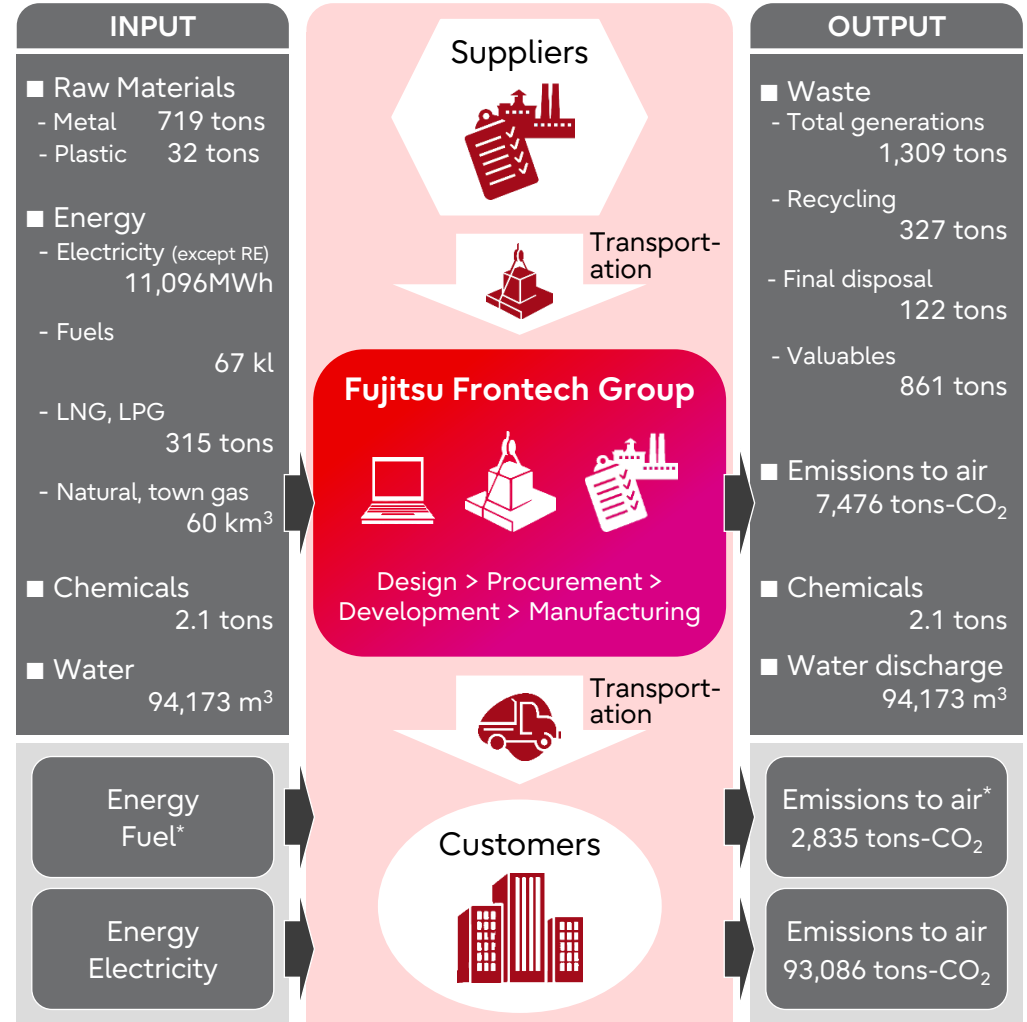 INPUT
■ Raw Materials
- Metal 719 tons
- Plastic 32 tons
■ Energy
- Electricity (except RE)
11,096MWh
- Fuels
67 kl
- LNG, LPG
315 tons
- Natural, town gas
60 km³
■ Chemicals
2.1 tons
■ Water
94,173 m³
Energy
Fuel*
Energy
Electricity
Suppliers
Transport-
ation
Fujitsu Frontech Group
Design > Procurement >
Development > Manufacturing
Transport-
ation
Customers
OUTPUT
■ Waste
- Total generations
1,309 tons
- Recycling
327 tons
- Final disposal
122 tons
- Valuables
861 tons
■ Emissions to air
7,476 tons-CO₂
■ Chemicals
2.1 tons
■ Water discharge
94,173 m³
Emissions to air*
2,835 tons-CO₂
Emissions to air
93,086 tons-CO₂